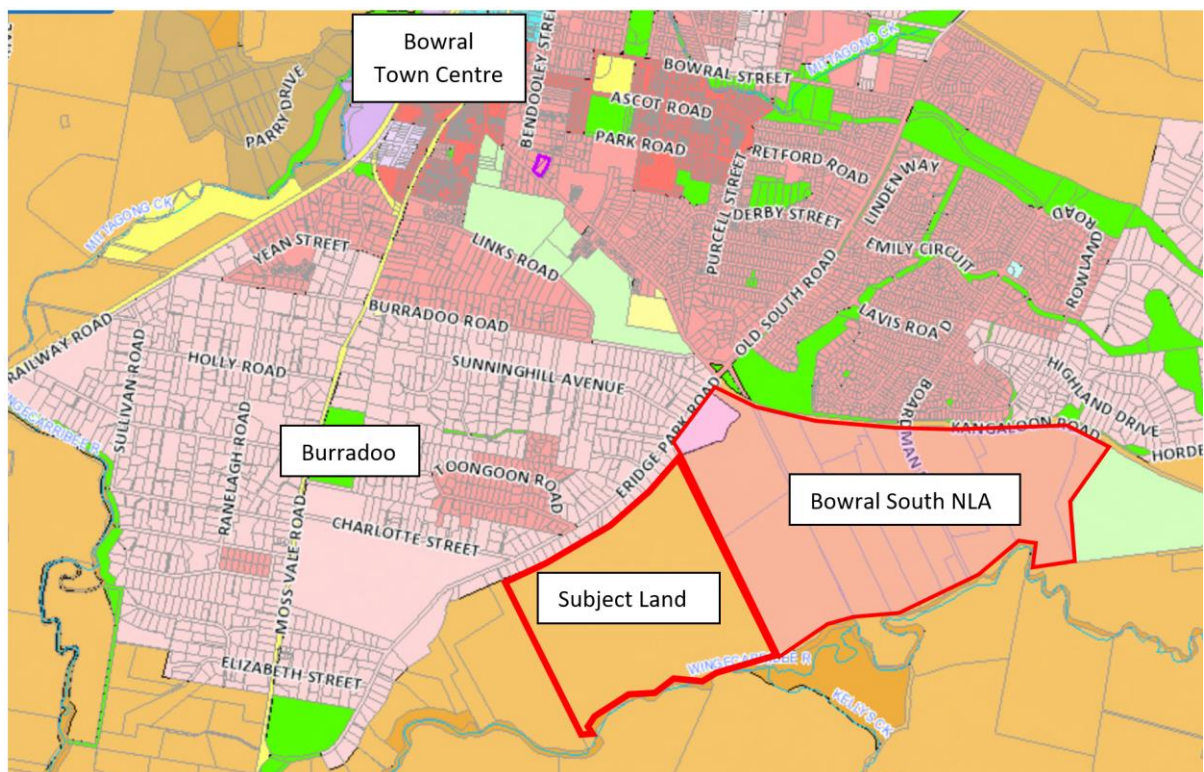 Bowral
Town Centre
BENDOOLEY STREET
BOWRAL STREET
MITTAGONG CK
ASCOT ROAD
PARK ROAD
PARRY DRIVE
RETFORD ROAD
LINDEN WAY
PURCELL STREET
DERBY STREET
ROWLAND
ROAD
MITTAGONG CK
YEAN STREET
LINKS ROAD
EMILY CIRCUIT
OLD SOUTH ROAD
LAVIS ROAD
BURRADOO ROAD
RAILWAY ROAD
HOLLY ROAD
SUNNINGHILL AVENUE
SULLIVAN ROAD
HIGHLAND DRIVE
KANGALOON ROAD
HORDE
RANELAGH ROAD
Burradoo
TOONGOON ROAD
ERIDGE PARK ROAD
Bowral South NLA
MOSS VALE ROAD
CHARLOTTE STREET
Subject Land
ELIZABETH STREET
WINGECARRIBEE R
KELLYS CK